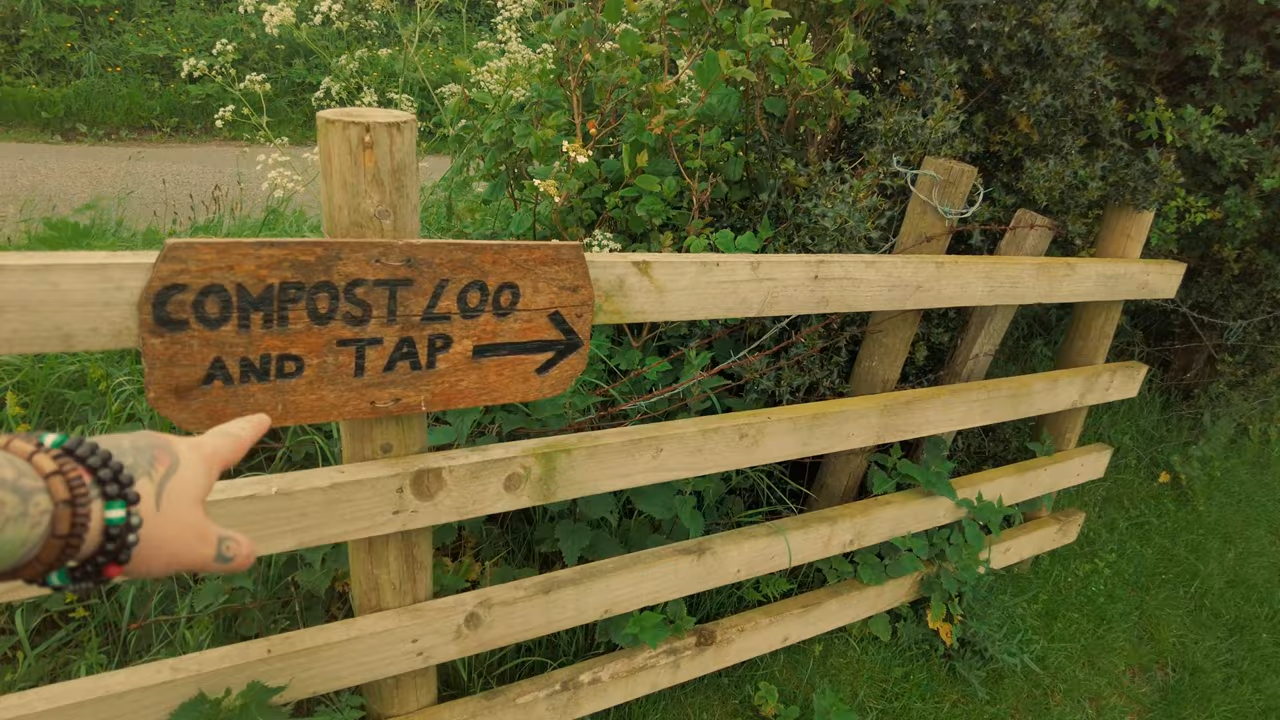 COMPOST LOO
AND TAP →